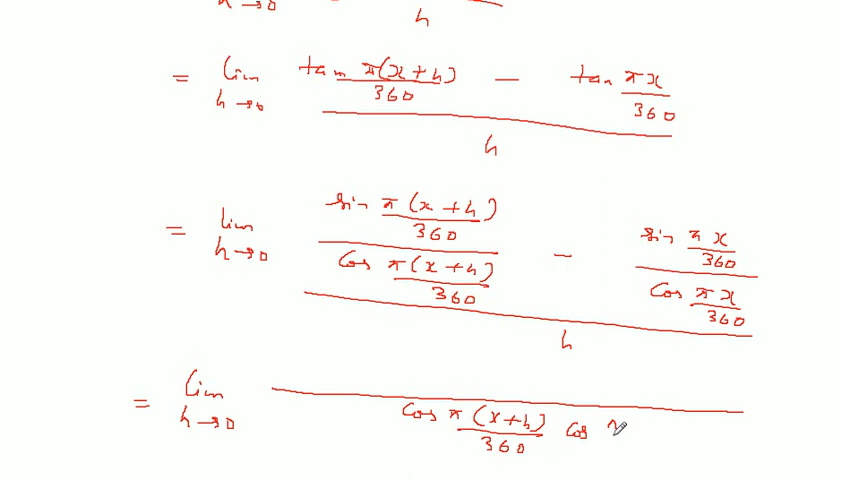 h→0
h
= lim h→0 tan π(x+h)/360 − tan πx/360
h
= lim h→0 sin π(x+h)/360 / cos π(x+h)/360 − sin πx/360 / cos πx/360
h
= lim h→0
cos π(x+h)/360 cos